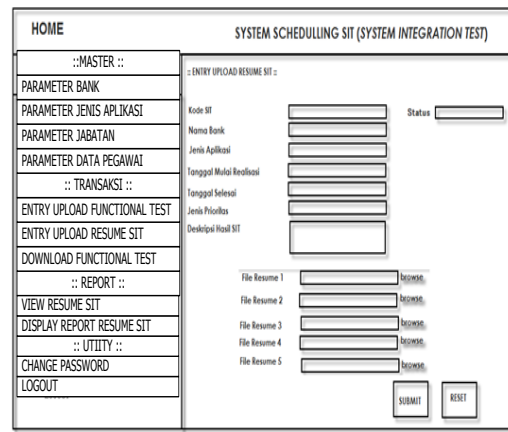 HOME
SYSTEM SCHEDULLING SIT (SYSTEM INTEGRATION TEST)
::MASTER ::
PARAMETER BANK
PARAMETER JENIS APLIKASI
PARAMETER JABATAN
PARAMETER DATA PEGAWAI
:: TRANSAKSI ::
ENTRY UPLOAD FUNCTIONAL TEST
ENTRY UPLOAD RESUME SIT
DOWNLOAD FUNCTIONAL TEST
:: REPORT ::
VIEW RESUME SIT
DISPLAY REPORT RESUME SIT
:: UTIITY ::
CHANGE PASSWORD
LOGOUT
:: ENTRY UPLOAD RESUME SIT ::
Kode SIT
Status
Nama Bank
Jenis Aplikasi
Tanggal Mulai Realisasi
Tanggal Selesai
Jenis Prioritas
Deskripsi Hasil SIT
File Resume 1 browse
File Resume 2 browse
File Resume 3 browse
File Resume 4 browse
File Resume 5 browse
SUBMIT
RESET